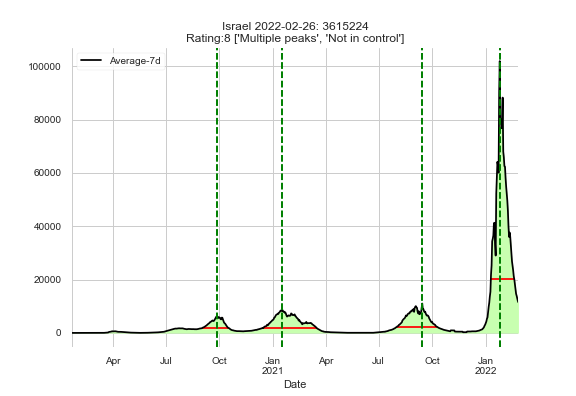 Israel 2022-02-26: 3615224
Rating:8 ['Multiple peaks', 'Not in control']
Average-7d
100000
80000
60000
40000
20000
0
Apr Jul Oct Jan Apr Jul Oct Jan
2021 2022
Date